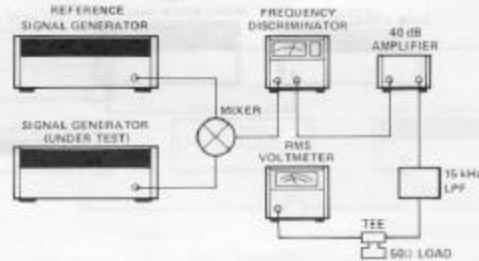 REFERENCE
SIGNAL GENERATOR
FREQUENCY
DISCRIMINATOR
40 dB
AMPLIFIER
MIXER
SIGNAL GENERATOR
(UNDER TEST)
RMS
VOLTMETER
15 kHz
LPF
TEE
50Ω LOAD